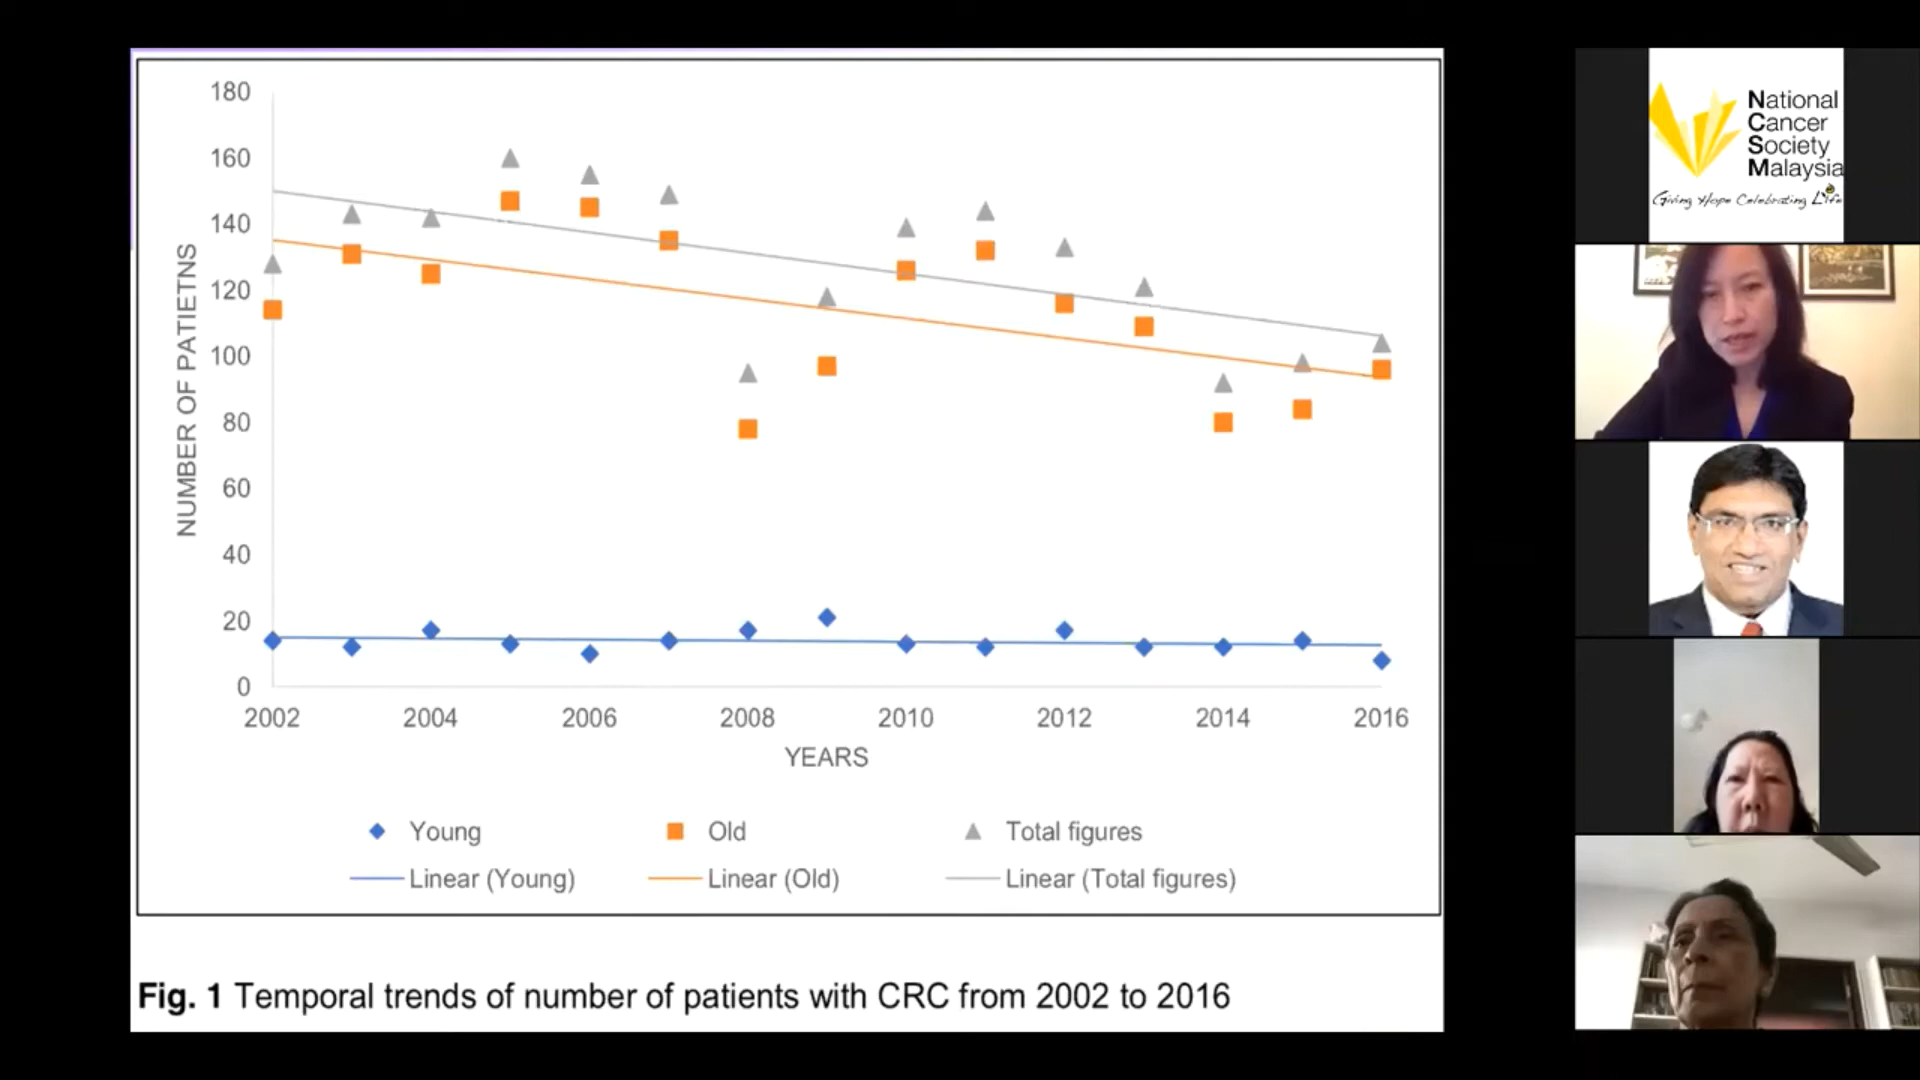 180
160
140
120
100
80
60
40
20
0
NUMBER OF PATIETNS
2002 2004 2006 2008 2010 2012 2014 2016
YEARS
Young Old Total figures
Linear (Young) Linear (Old) Linear (Total figures)
Fig. 1 Temporal trends of number of patients with CRC from 2002 to 2016
National
Cancer
Society
Malaysia
Giving Hope Celebrating Life